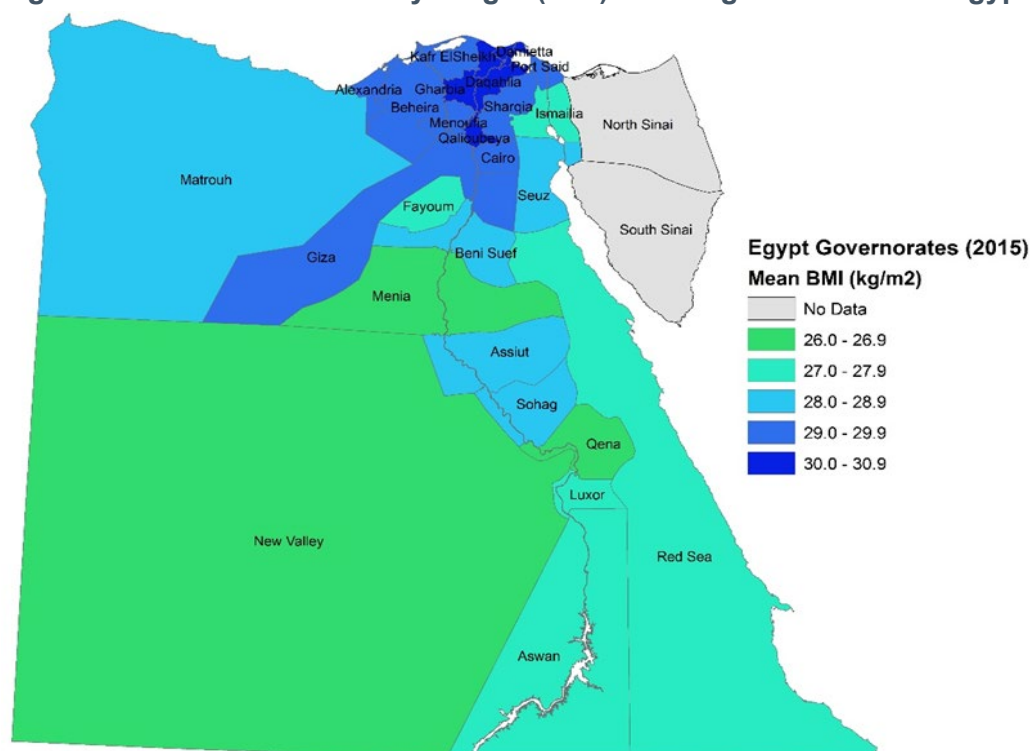 Kafr ElSheikh
Damietta
Port Said
Alexandria
Gharbia
Daqahlia
Beheira
Sharqia
Ismailia
Menoufia
Qalioubeya
North Sinai
Cairo
Matrouh
Seuz
Fayoum
South Sinai
Giza
Beni Suef
Menia
Assiut
Sohag
Qena
Luxor
New Valley
Red Sea
Aswan
Egypt Governorates (2015)
Mean BMI (kg/m2)
No Data
26.0 - 26.9
27.0 - 27.9
28.0 - 28.9
29.0 - 29.9
30.0 - 30.9